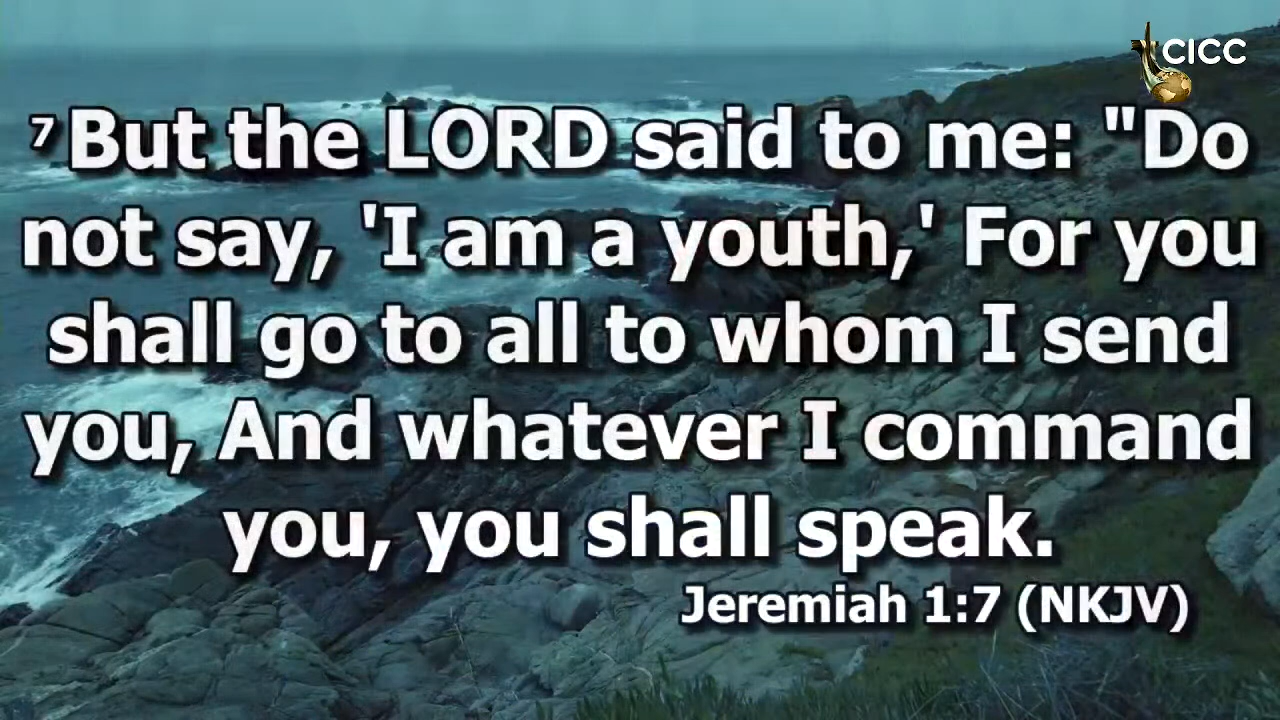 CICC
7 But the LORD said to me: "Do
not say, 'I am a youth,' For you
shall go to all to whom I send
you, And whatever I command
you, you shall speak.
Jeremiah 1:7 (NKJV)